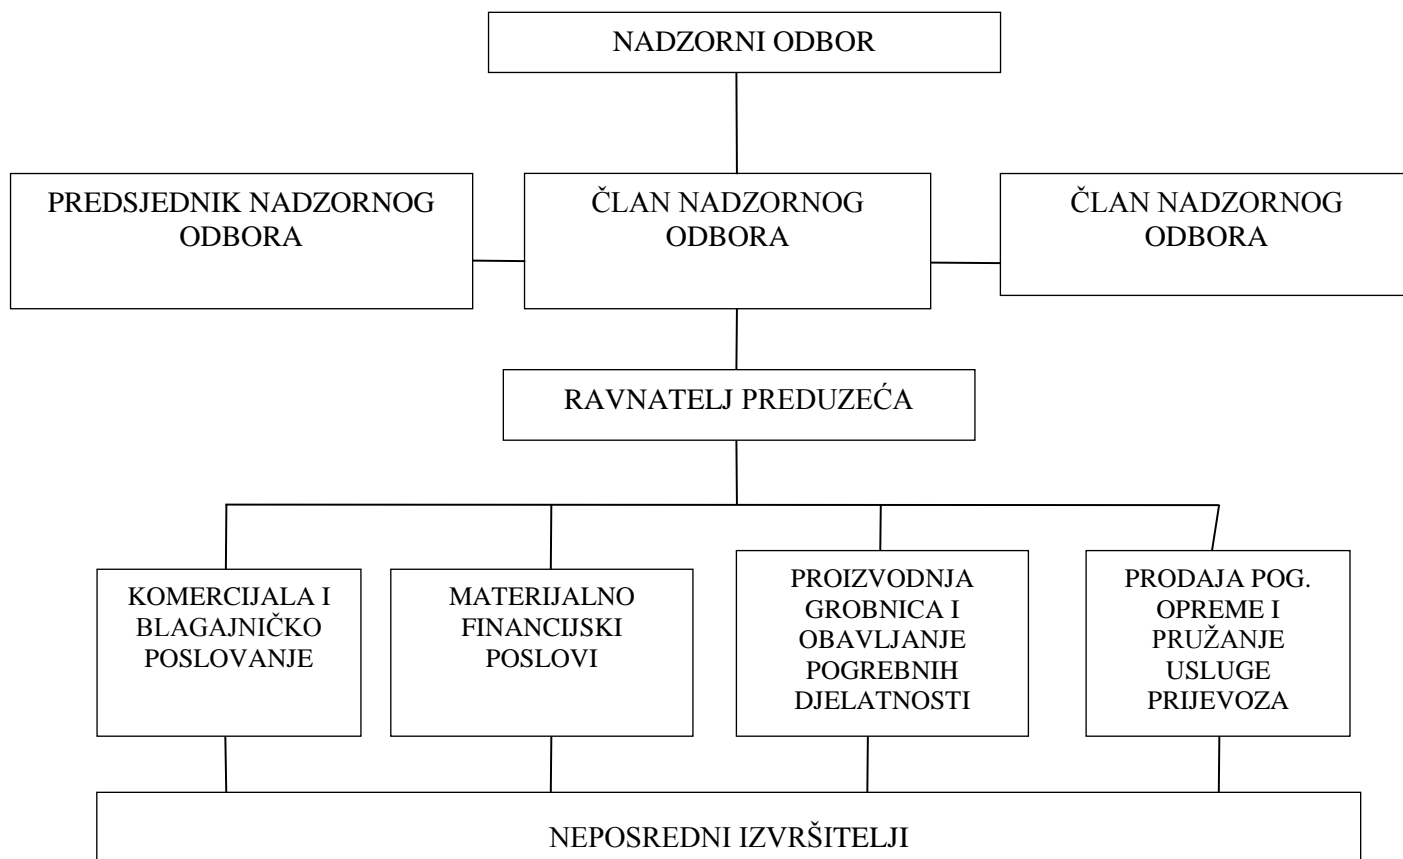 NADZORNI ODBOR
PREDSJEDNIK NADZORNOG
ODBORA
ČLAN NADZORNOG
ODBORA
ČLAN NADZORNOG
ODBORA
RAVNATELJ PREDUZEĆA
KOMERCIJALA I
BLAGAJNIČKO
POSLOVANJE
MATERIJALNO
FINANCIJSKI
POSLOVI
PROIZVODNJA
GROBNICA I
OBAVLJANJE
POGREBNIH
DJELATNOSTI
PRODAJA POG.
OPREME I
PRUŽANJE
USLUGE
PRIJEVOZA
NEPOSREDNI IZVRŠITELJI